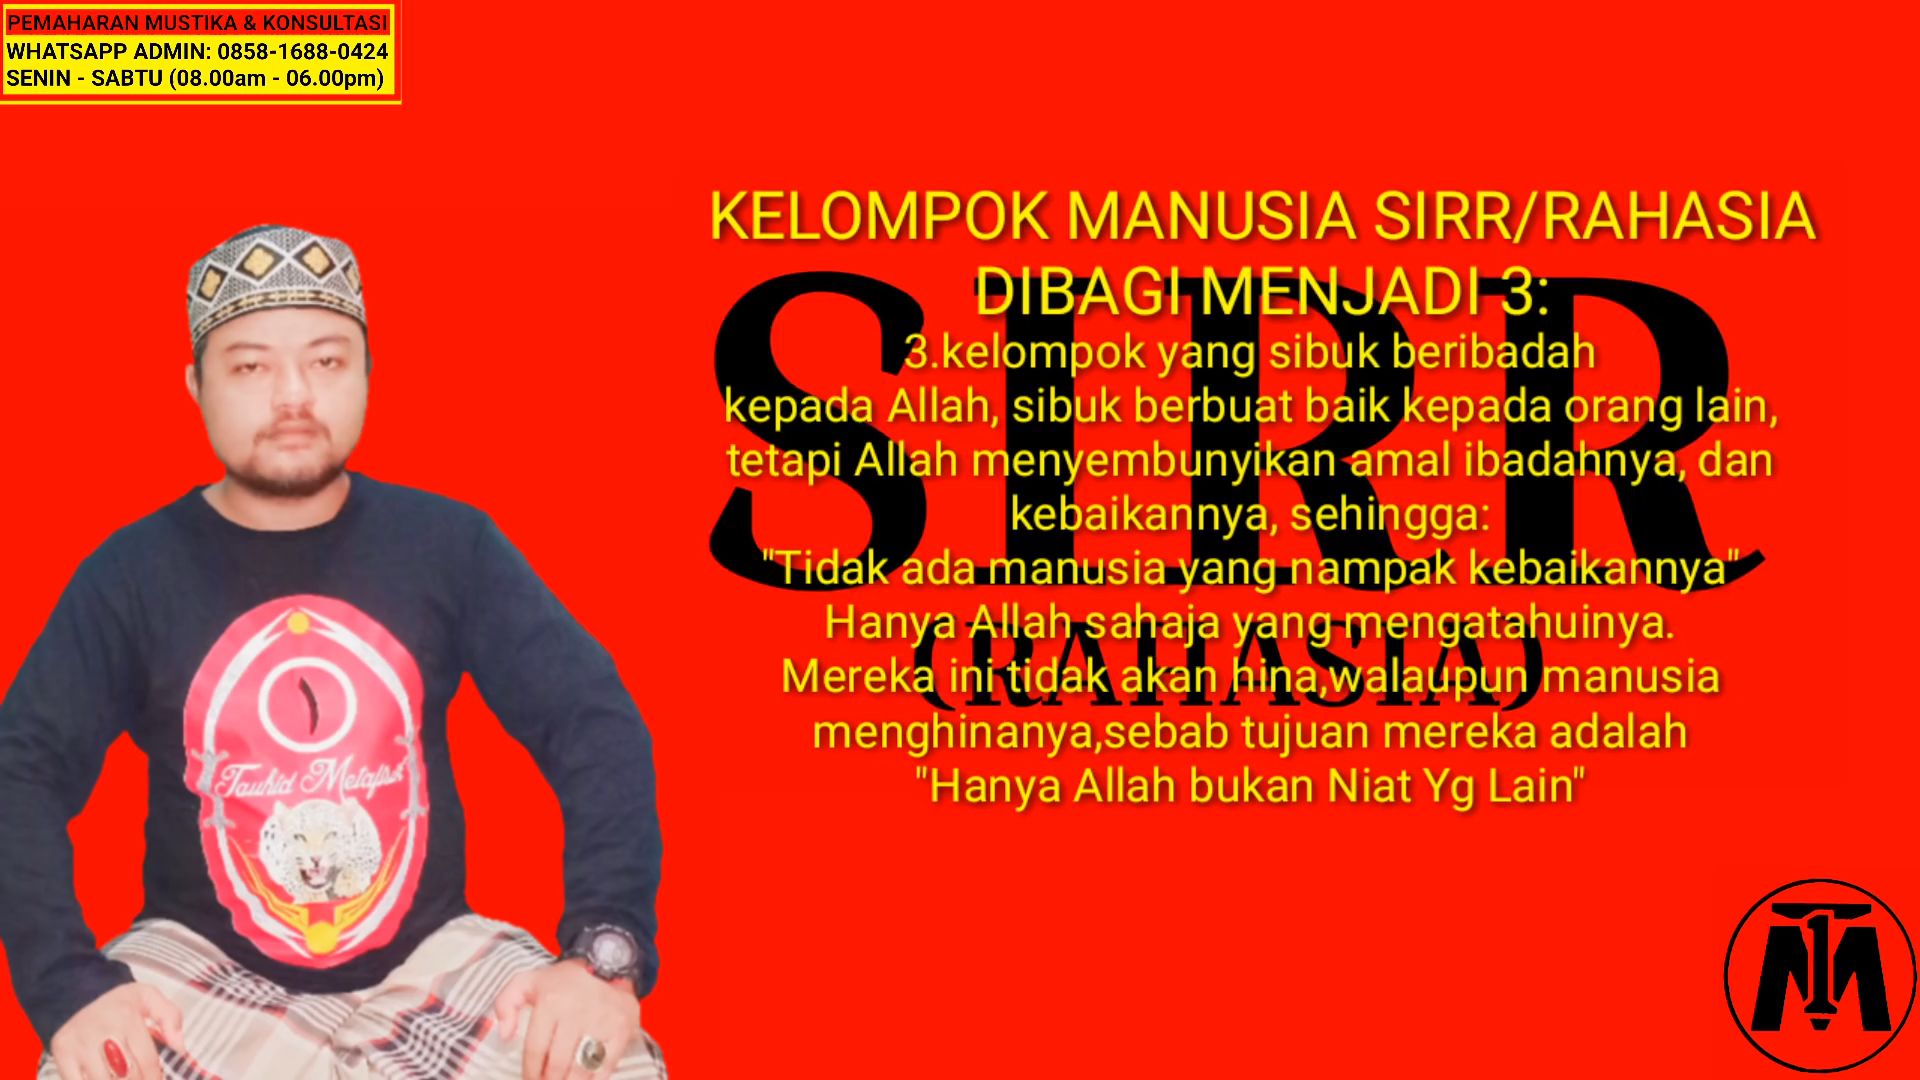 PEMAHARAN MUSTIKA & KONSULTASI
WHATSAPP ADMIN: 0858-1688-0424
SENIN - SABTU (08.00am - 06.00pm)
KELOMPOK MANUSIA SIRR/RAHASIA
DIBAGI MENJADI 3:
3.kelompok yang sibuk beribadah
kepada Allah, sibuk berbuat baik kepada orang lain,
tetapi Allah menyembunyikan amal ibadahnya, dan
kebaikannya, sehingga:
"Tidak ada manusia yang nampak kebaikannya"
Hanya Allah sahaja yang mengatahuinya.
Mereka ini tidak akan hina,walaupun manusia
menghinanya,sebab tujuan mereka adalah
"Hanya Allah bukan Niat Yg Lain"
SIRR
(RAHASIA)
Tauhid Metafisik
T1M